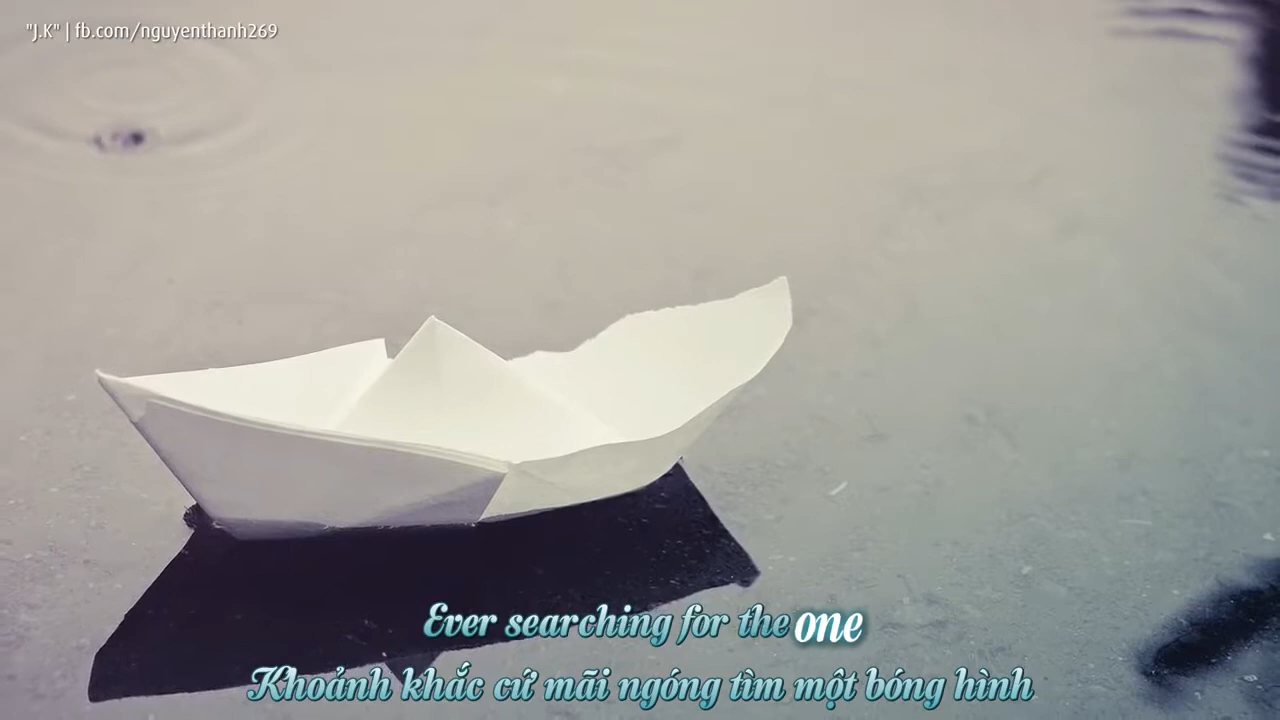 "J.K" | fb.com/nguyenthanh269
Ever searching for the one
Khoảnh khắc cứ mãi ngóng tìm một bóng hình